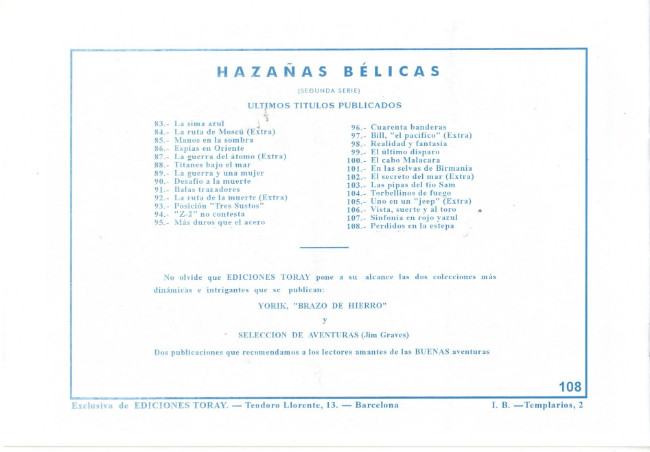 HAZAÑAS BÉLICAS
(SEGUNDA SERIE)
ULTIMOS TITULOS PUBLICADOS
83.- La sima azul
84.- La ruta de Moscú (Extra)
85.- Manos en la sombra
86.- Espías en Oriente
87.- La guerra del átomo (Extra)
88.- Titanes bajo el mar
89.- La guerra y una mujer
90.- Desafío a la muerte
91.- Balas trazadores
92.- La ruta de la muerte (Extra)
93.- Posición "Tres Sustos"
94.- "Z-2" no contesta
95.- Más duros que el acero
96.- Cuarenta banderas
97.- Bill, "el pacífico" (Extra)
98.- Realidad y fantasía
99.- El último disparo
100.- El cabo Malacara
101.- En las selvas de Birmania
102.- El secreto del mar (Extra)
103.- Las pipas del tío Sam
104.- Torbellinos de fuego
105.- Uno en un "jeep" (Extra)
106.- Vista, suerte y al toro
107.- Sinfonía en rojo yazul
108.- Perdidos en la estepa
No olvide que EDICIONES TORAY pone a su alcance las dos colecciones más
dinámicas e intrigantes que se publican:
YORIK, "BRAZO DE HIERRO"
y
SELECCION DE AVENTURAS (Jim Graves)
Dos publicaciones que recomendamos a los lectores amantes de las BUENAS aventuras
108
Exclusiva de EDICIONES TORAY. — Teodoro Llorente, 13. — Barcelona
I. B. —Templarios, 2